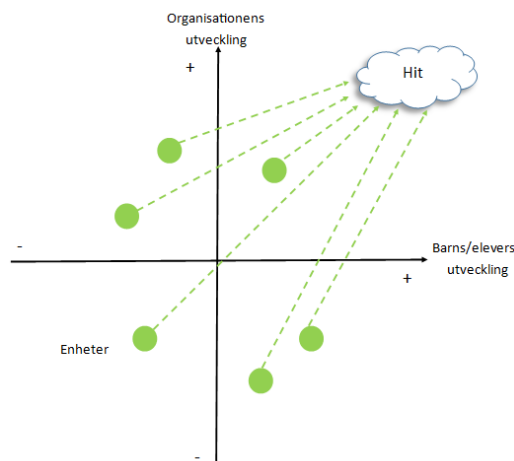 Organisationens
utveckling
+
Hit
-
Barns/elevers
utveckling
+
Enheter
-